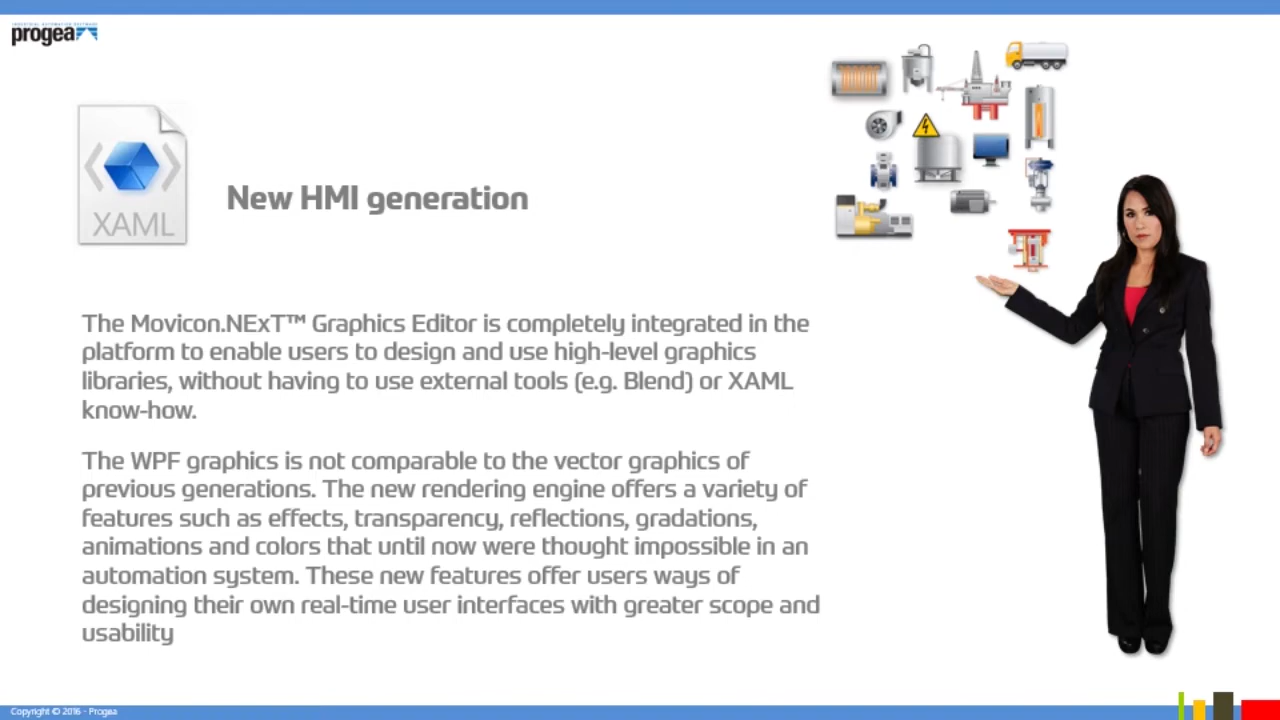 INDUSTRIAL AUTOMATION SOFTWARE
progea
XAML
New HMI generation
The Movicon.NExT™ Graphics Editor is completely integrated in the
platform to enable users to design and use high-level graphics
libraries, without having to use external tools (e.g. Blend) or XAML
know-how.
The WPF graphics is not comparable to the vector graphics of
previous generations. The new rendering engine offers a variety of
features such as effects, transparency, reflections, gradations,
animations and colors that until now were thought impossible in an
automation system. These new features offer users ways of
designing their own real-time user interfaces with greater scope and
usability
Copyright © 2016 - Progea